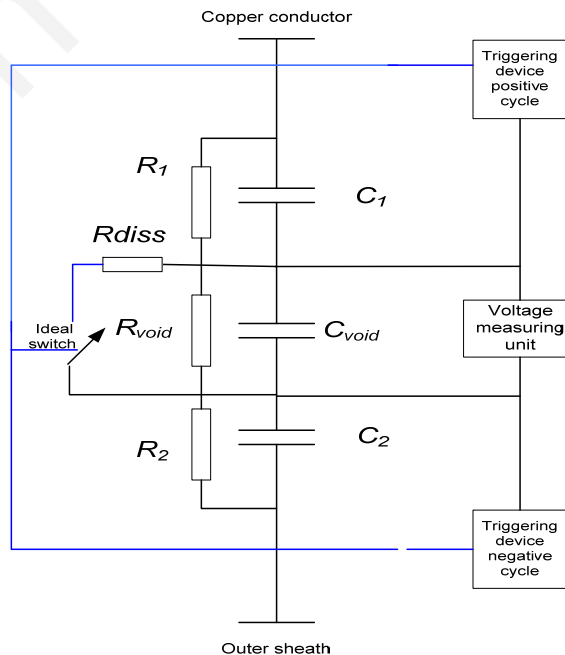 Copper conductor
Triggering
device
positive
cycle
R1
C1
Rdiss
Ideal
switch
Rvoid
Cvoid
Voltage
measuring
unit
R2
C2
Triggering
device
negative
cycle
Outer sheath